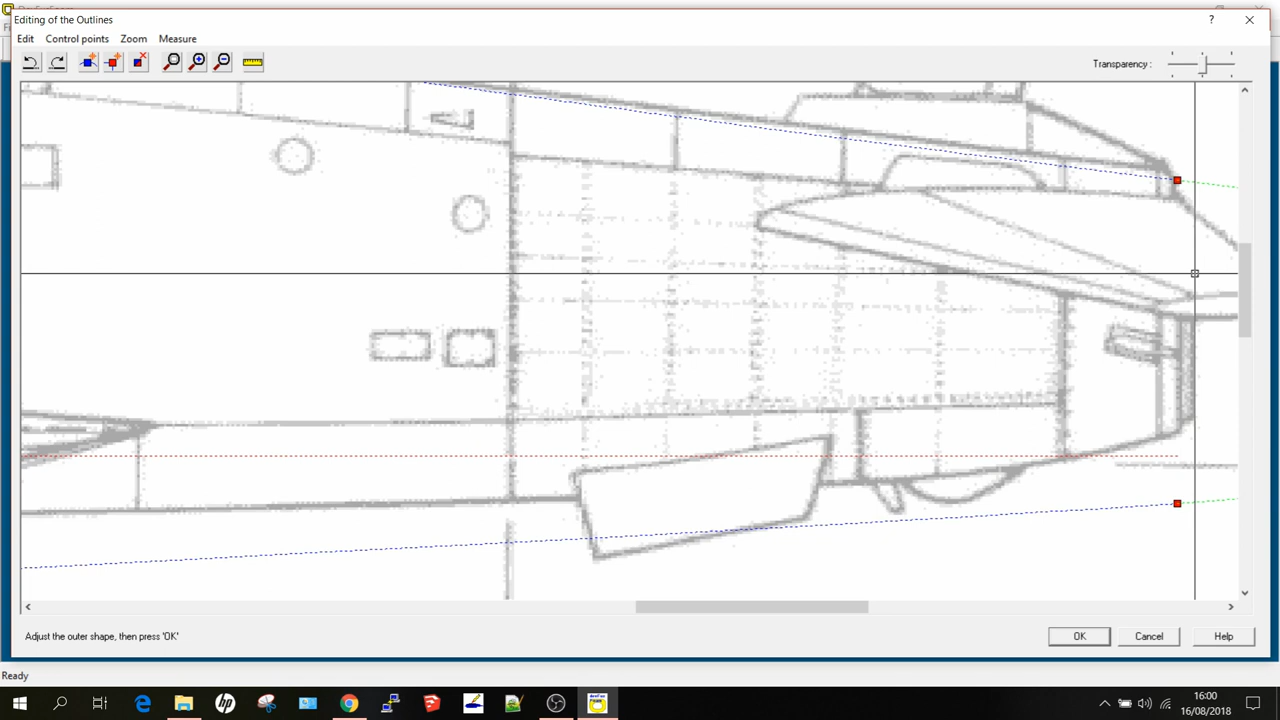 Editing of the Outlines
?
Edit Control points Zoom Measure
Transparency :
Adjust the outer shape, then press 'OK'
OK Cancel Help
Ready
16:00
16/08/2018